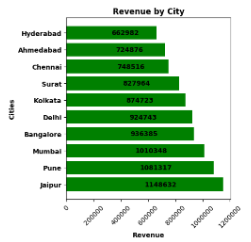 Revenue by City
Cities
Hyderabad 662982
Ahmedabad 724876
Chennai 748516
Surat 827964
Kolkata 874723
Delhi 924743
Bangalore 936385
Mumbai 1010348
Pune 1081317
Jaipur 1148632
0 200000 400000 600000 800000 1000000 1200000
Revenue